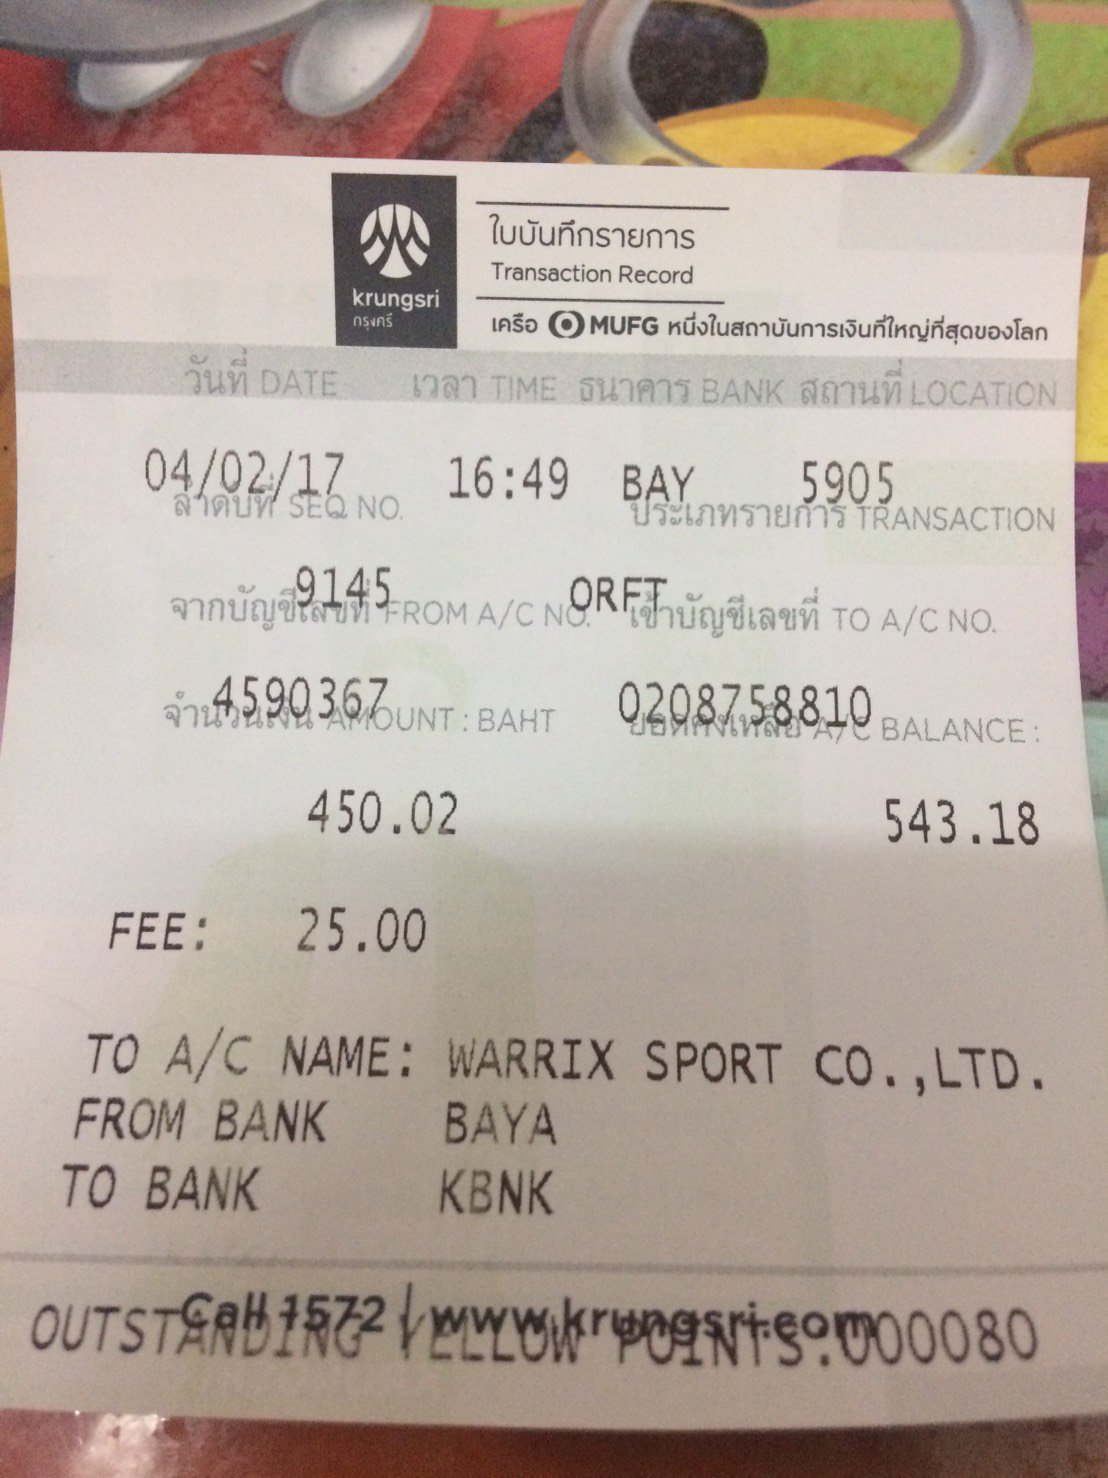 krungsri
กรุงศรี
ใบบันทึกรายการ
Transaction Record
เครือ MUFG หนึ่งในสถาบันการเงินที่ใหญ่ที่สุดของโลก
วันที่ DATE เวลา TIME ธนาคาร BANK สถานที่ LOCATION
04/02/17 16:49 BAY 5905
ลำดับที่ SEQ NO. ประเภทรายการ TRANSACTION
9145 ORFT
จากบัญชีเลขที่ FROM A/C NO. เข้าบัญชีเลขที่ TO A/C NO.
4590367 0208758810
จำนวนเงิน AMOUNT : BAHT ยอดคงเหลือ A/C BALANCE :
450.02 543.18
FEE: 25.00
TO A/C NAME: WARRIX SPORT CO.,LTD.
FROM BANK BAYA
TO BANK KBNK
Call 1572 | www.krungsri.com
OUTSTANDING YELLOW POINTS:000080